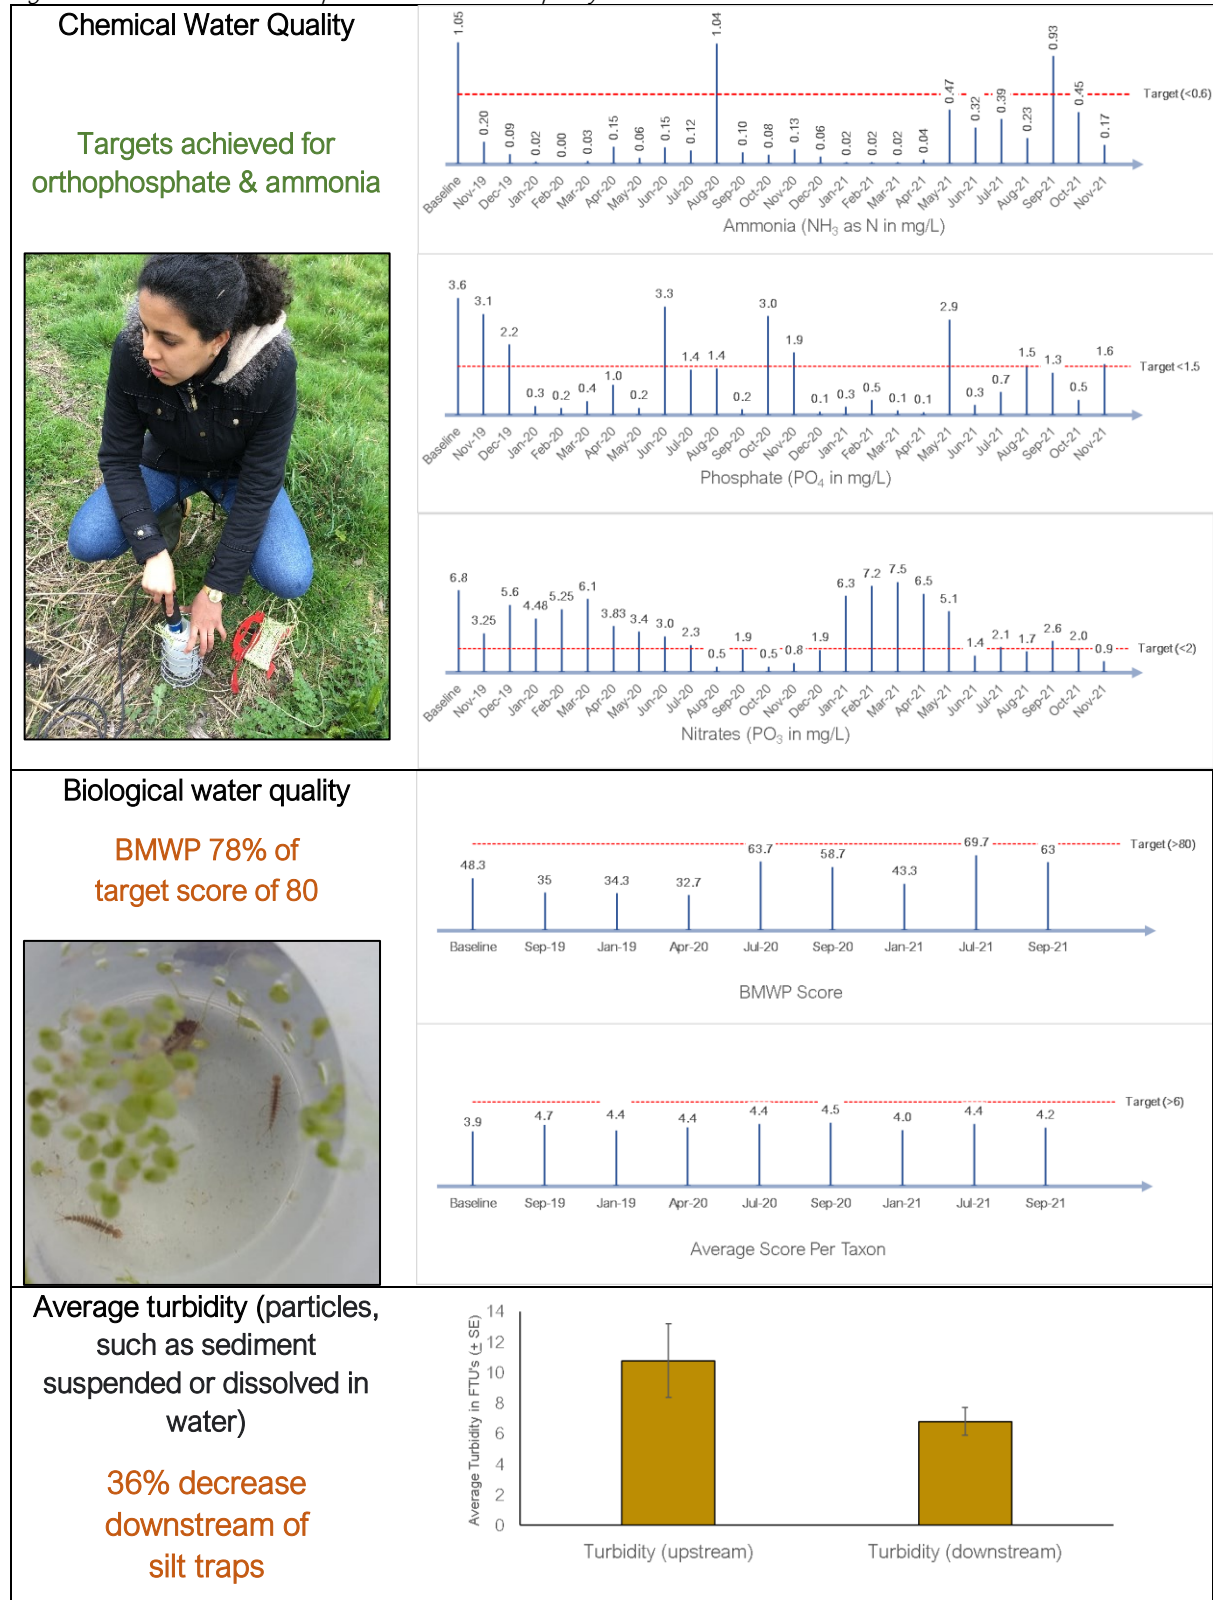 Chemical Water Quality
Targets achieved for
orthophosphate & ammonia
1.05
0.20
0.09
0.02
0.00
0.03
0.15
0.06
0.15
0.12
1.04
0.10
0.08
0.13
0.06
0.02
0.02
0.02
0.04
0.47
0.32
0.39
0.23
0.93
0.45
0.17
Target (<0.6)
Baseline Nov-19 Dec-19 Jan-20 Feb-20 Mar-20 Apr-20 May-20 Jun-20 Jul-20 Aug-20 Sep-20 Oct-20 Nov-20 Dec-20 Jan-21 Feb-21 Mar-21 Apr-21 May-21 Jun-21 Jul-21 Aug-21 Sep-21 Oct-21 Nov-21
Ammonia (NH₃ as N in mg/L)
3.6 3.1 2.2 0.3 0.2 0.4 1.0 0.2 3.3 1.4 1.4 0.2 3.0 1.9 0.1 0.3 0.5 0.1 0.1 2.9 0.3 0.7 1.5 1.3 0.5 1.6
Target <1.5
Baseline Nov-19 Dec-19 Jan-20 Feb-20 Mar-20 Apr-20 May-20 Jun-20 Jul-20 Aug-20 Sep-20 Oct-20 Nov-20 Dec-20 Jan-21 Feb-21 Mar-21 Apr-21 May-21 Jun-21 Jul-21 Aug-21 Sep-21 Oct-21 Nov-21
Phosphate (PO₄ in mg/L)
6.8 3.25 5.6 4.48 5.25 6.1 3.83 3.4 3.0 2.3 0.5 1.9 0.5 0.8 1.9 6.3 7.2 7.5 6.5 5.1 1.4 2.1 1.7 2.6 2.0 0.9
Target (<2)
Baseline Nov-19 Dec-19 Jan-20 Feb-20 Mar-20 Apr-20 May-20 Jun-20 Jul-20 Aug-20 Sep-20 Oct-20 Nov-20 Dec-20 Jan-21 Feb-21 Mar-21 Apr-21 May-21 Jun-21 Jul-21 Aug-21 Sep-21 Oct-21 Nov-21
Nitrates (PO₃ in mg/L)
Biological water quality
BMWP 78% of
target score of 80
48.3 35 34.3 32.7 63.7 58.7 43.3 69.7 63
Target (>80)
Baseline Sep-19 Jan-19 Apr-20 Jul-20 Sep-20 Jan-21 Jul-21 Sep-21
BMWP Score
3.9 4.7 4.4 4.4 4.4 4.5 4.0 4.4 4.2
Target (>6)
Baseline Sep-19 Jan-19 Apr-20 Jul-20 Sep-20 Jan-21 Jul-21 Sep-21
Average Score Per Taxon
Average turbidity (particles,
such as sediment
suspended or dissolved in
water)
36% decrease
downstream of
silt traps
Average Turbidity in FTU's (± SE)
14
12
10
8
6
4
2
0
Turbidity (upstream) Turbidity (downstream)